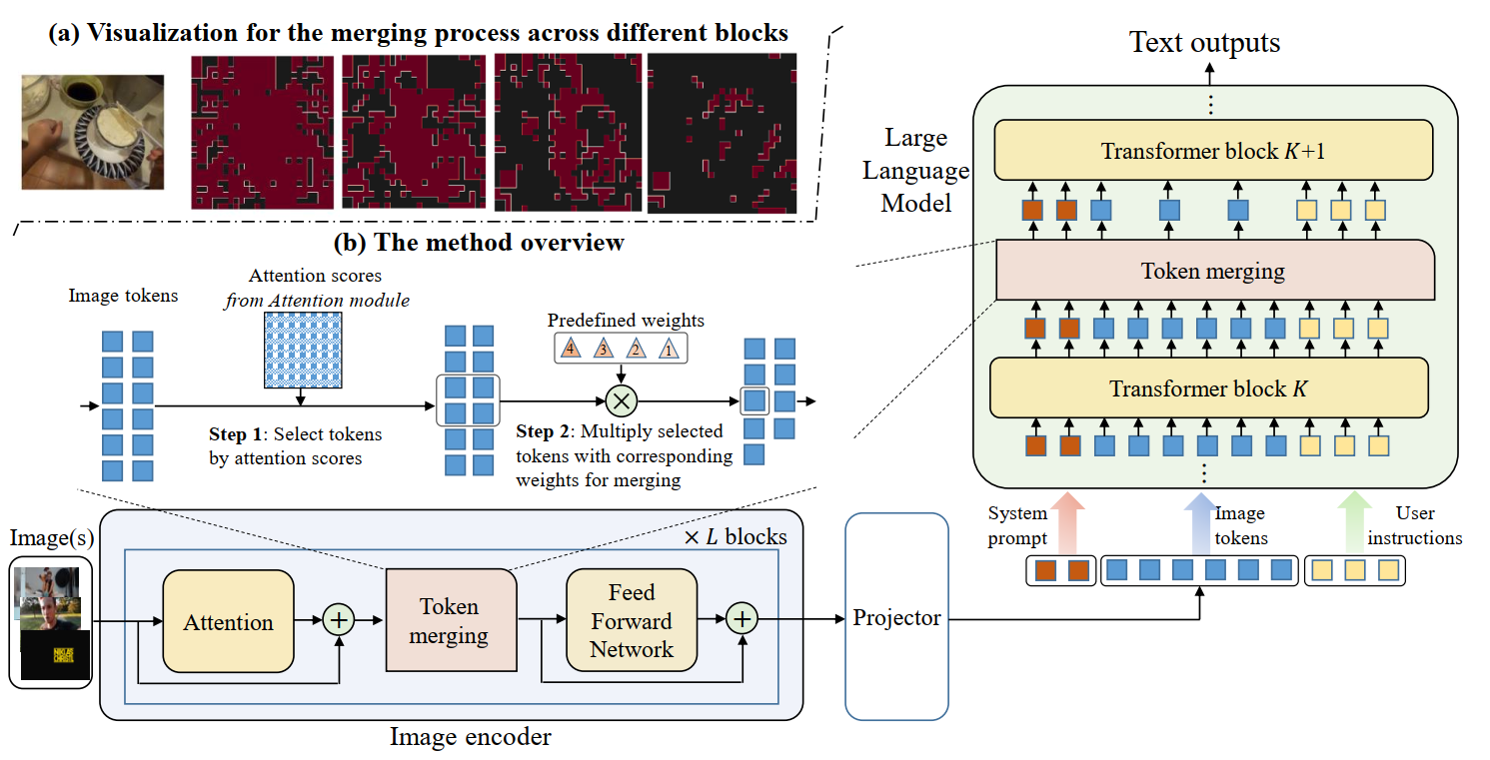 (a) Visualization for the merging process across different blocks
(b) The method overview
Image tokens
Attention scores
from Attention module
Predefined weights
4 3 2 1
Step 1: Select tokens
by attention scores
Step 2: Multiply selected
tokens with corresponding
weights for merging
Image(s)
NIKLAS
CHRIS
× L blocks
Attention
Token
merging
Feed
Forward
Network
Image encoder
Projector
Text outputs
Large
Language
Model
Transformer block K+1
Token merging
Transformer block K
System
prompt
Image
tokens
User
instructions